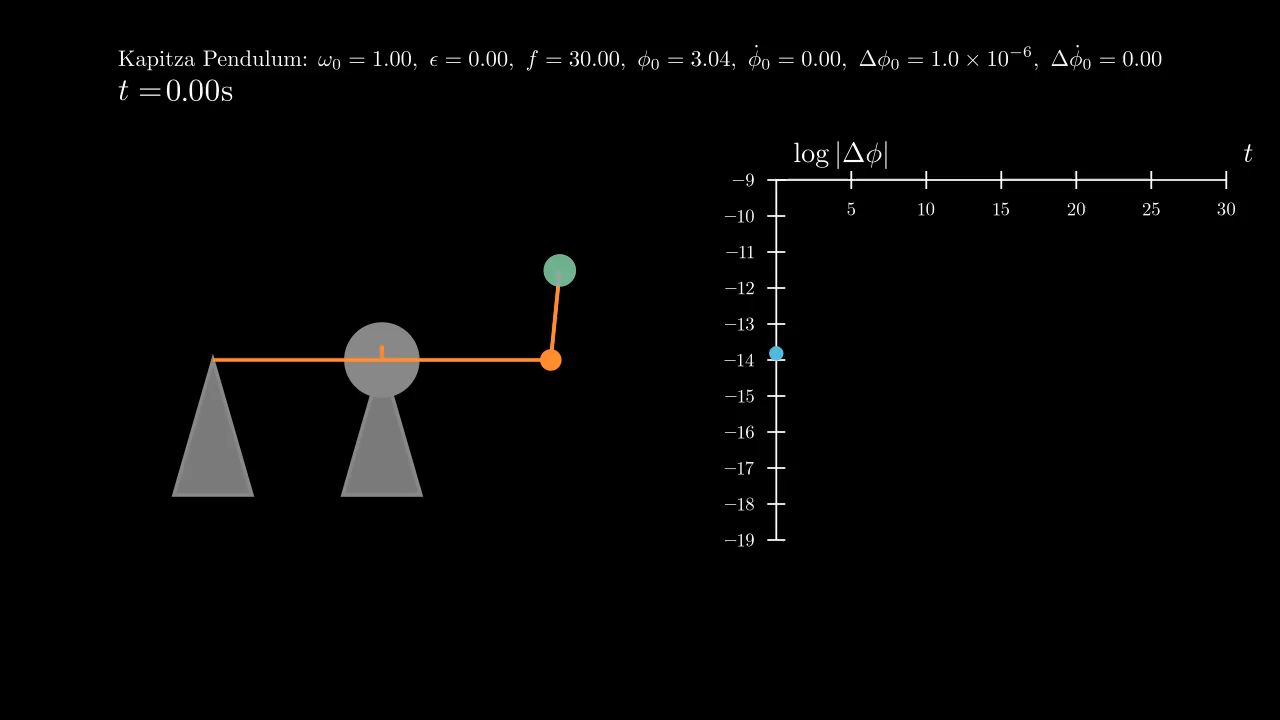 Kapitza Pendulum: ω₀ = 1.00, ϵ = 0.00, f = 30.00, ϕ₀ = 3.04, ϕ̇₀ = 0.00, Δϕ₀ = 1.0 × 10⁻⁶, Δϕ̇₀ = 0.00
t = 0.00s
log |Δϕ|
t
−9
5 10 15 20 25 30
−10
−11
−12
−13
−14
−15
−16
−17
−18
−19